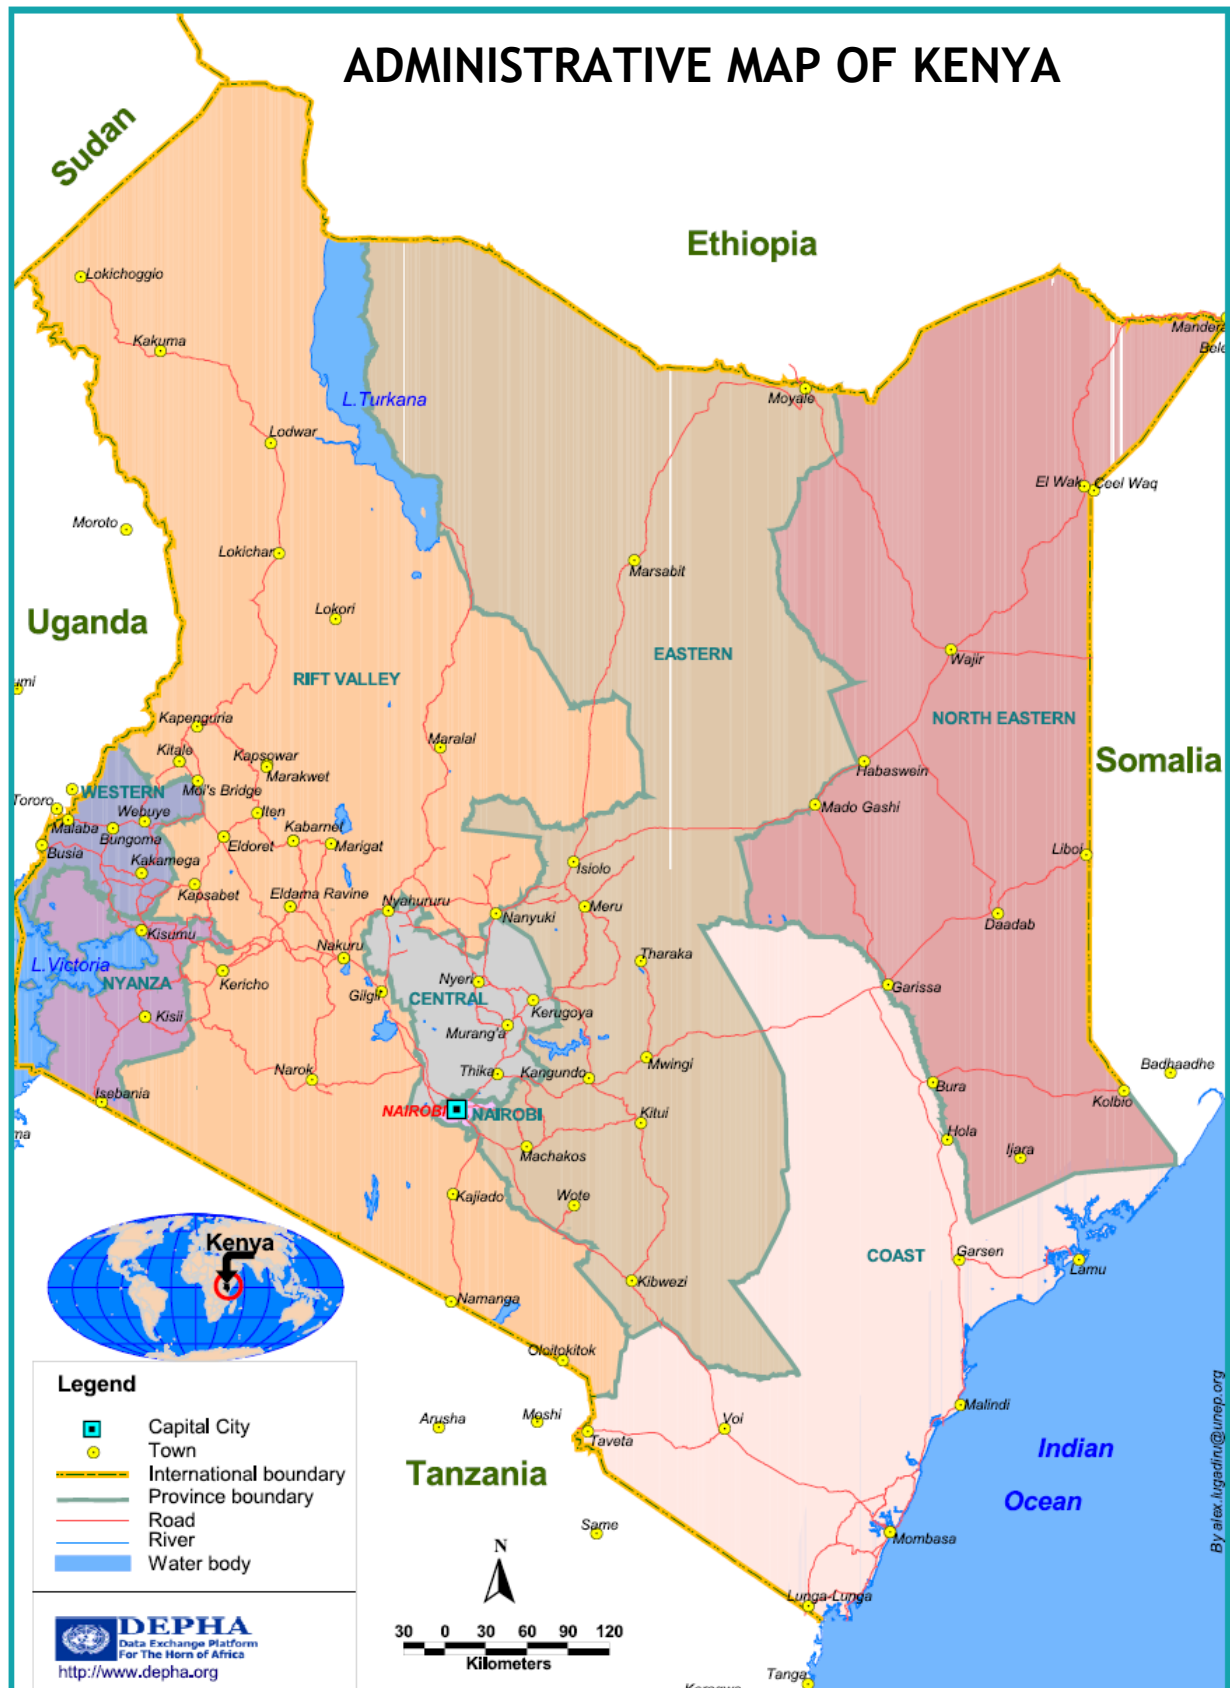 ADMINISTRATIVE MAP OF KENYA
Sudan
Ethiopia
Lokichoggio
Mandera
Kakuma
Moyale
L.Turkana
Lodwar
El Wak
Ceel Waq
Moroto
Lokichar
Marsabit
Lokori
Uganda
EASTERN
Wajir
RIFT VALLEY
NORTH EASTERN
Kapenguria
Maralal
Kitale
Kapsowar
Marakwet
Habaswein
Somalia
WESTERN
Moi's Bridge
Tororo
Webuye
Iten
Mado Gashi
Malaba
Bungoma
Kabarnet
Busia
Eldoret
Marigat
Liboi
Kakamega
Isiolo
Kapsabet
Eldama Ravine
Nyahururu
Nanyuki
Meru
Daadab
Kisumu
Nakuru
Tharaka
L.Victoria
NYANZA
Kericho
Nyeri
Garissa
Gilgil
CENTRAL
Kerugoya
Kisii
Murang'a
Mwingi
Badhaadhe
Narok
Thika
Kangundo
Bura
Kolbio
Isebania
NAIROBI
NAIROBI
Kitui
Hola
Ijara
Machakos
Kajiado
Wote
Kenya
COAST
Garsen
Lamu
Kibwezi
Namanga
Oloitokitok
Legend
Capital City
Town
International boundary
Province boundary
Road
River
Water body
Arusha
Moshi
Taveta
Voi
Malindi
Tanzania
Indian
Ocean
Same
Mombasa
N
Lunga-Lunga
30 0 30 60 90 120
Kilometers
DEPHA
Data Exchange Platform
For The Horn of Africa
http://www.depha.org
Tanga
By alex.lugadiru@unep.org